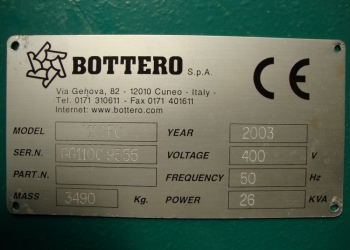 BOTTERO S.p.A.
CE
Via Genova, 82 - 12010 Cuneo - Italy -
Tel. 0171 310611 - Fax 0171 401611
Internet: www.bottero.com
MODEL YEAR 2003
SER.N. VOLTAGE 400 V
PART.N. FREQUENCY 50 Hz
MASS 3490 Kg. POWER 26 KVA